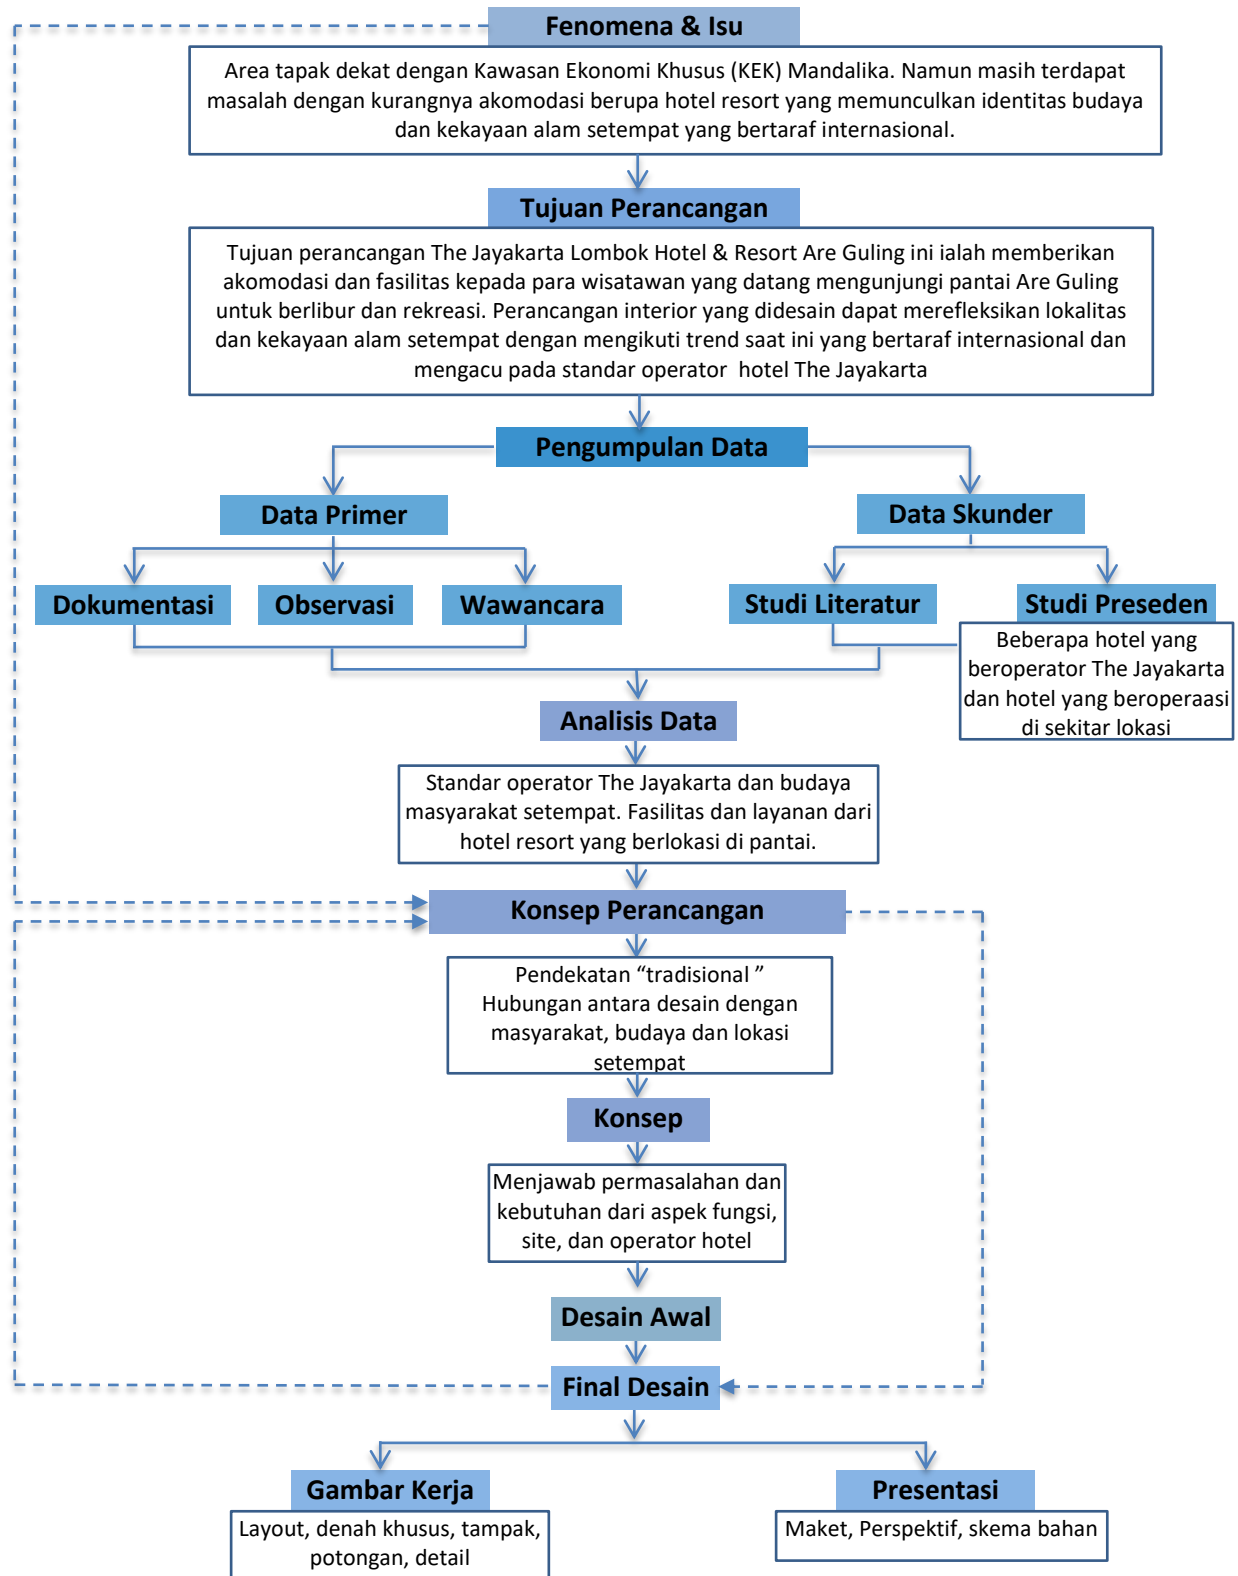 Fenomena & Isu
Area tapak dekat dengan Kawasan Ekonomi Khusus (KEK) Mandalika. Namun masih terdapat
masalah dengan kurangnya akomodasi berupa hotel resort yang memunculkan identitas budaya
dan kekayaan alam setempat yang bertaraf internasional.
Tujuan Perancangan
Tujuan perancangan The Jayakarta Lombok Hotel & Resort Are Guling ini ialah memberikan
akomodasi dan fasilitas kepada para wisatawan yang datang mengunjungi pantai Are Guling
untuk berlibur dan rekreasi. Perancangan interior yang didesain dapat merefleksikan lokalitas
dan kekayaan alam setempat dengan mengikuti trend saat ini yang bertaraf internasional dan
mengacu pada standar operator hotel The Jayakarta
Pengumpulan Data
Data Primer
Data Skunder
Dokumentasi
Observasi
Wawancara
Studi Literatur
Studi Preseden
Beberapa hotel yang
beroperator The Jayakarta
dan hotel yang beroperaasi
di sekitar lokasi
Analisis Data
Standar operator The Jayakarta dan budaya
masyarakat setempat. Fasilitas dan layanan dari
hotel resort yang berlokasi di pantai.
Konsep Perancangan
Pendekatan “tradisional ”
Hubungan antara desain dengan
masyarakat, budaya dan lokasi
setempat
Konsep
Menjawab permasalahan dan
kebutuhan dari aspek fungsi,
site, dan operator hotel
Desain Awal
Final Desain
Gambar Kerja
Layout, denah khusus, tampak,
potongan, detail
Presentasi
Maket, Perspektif, skema bahan